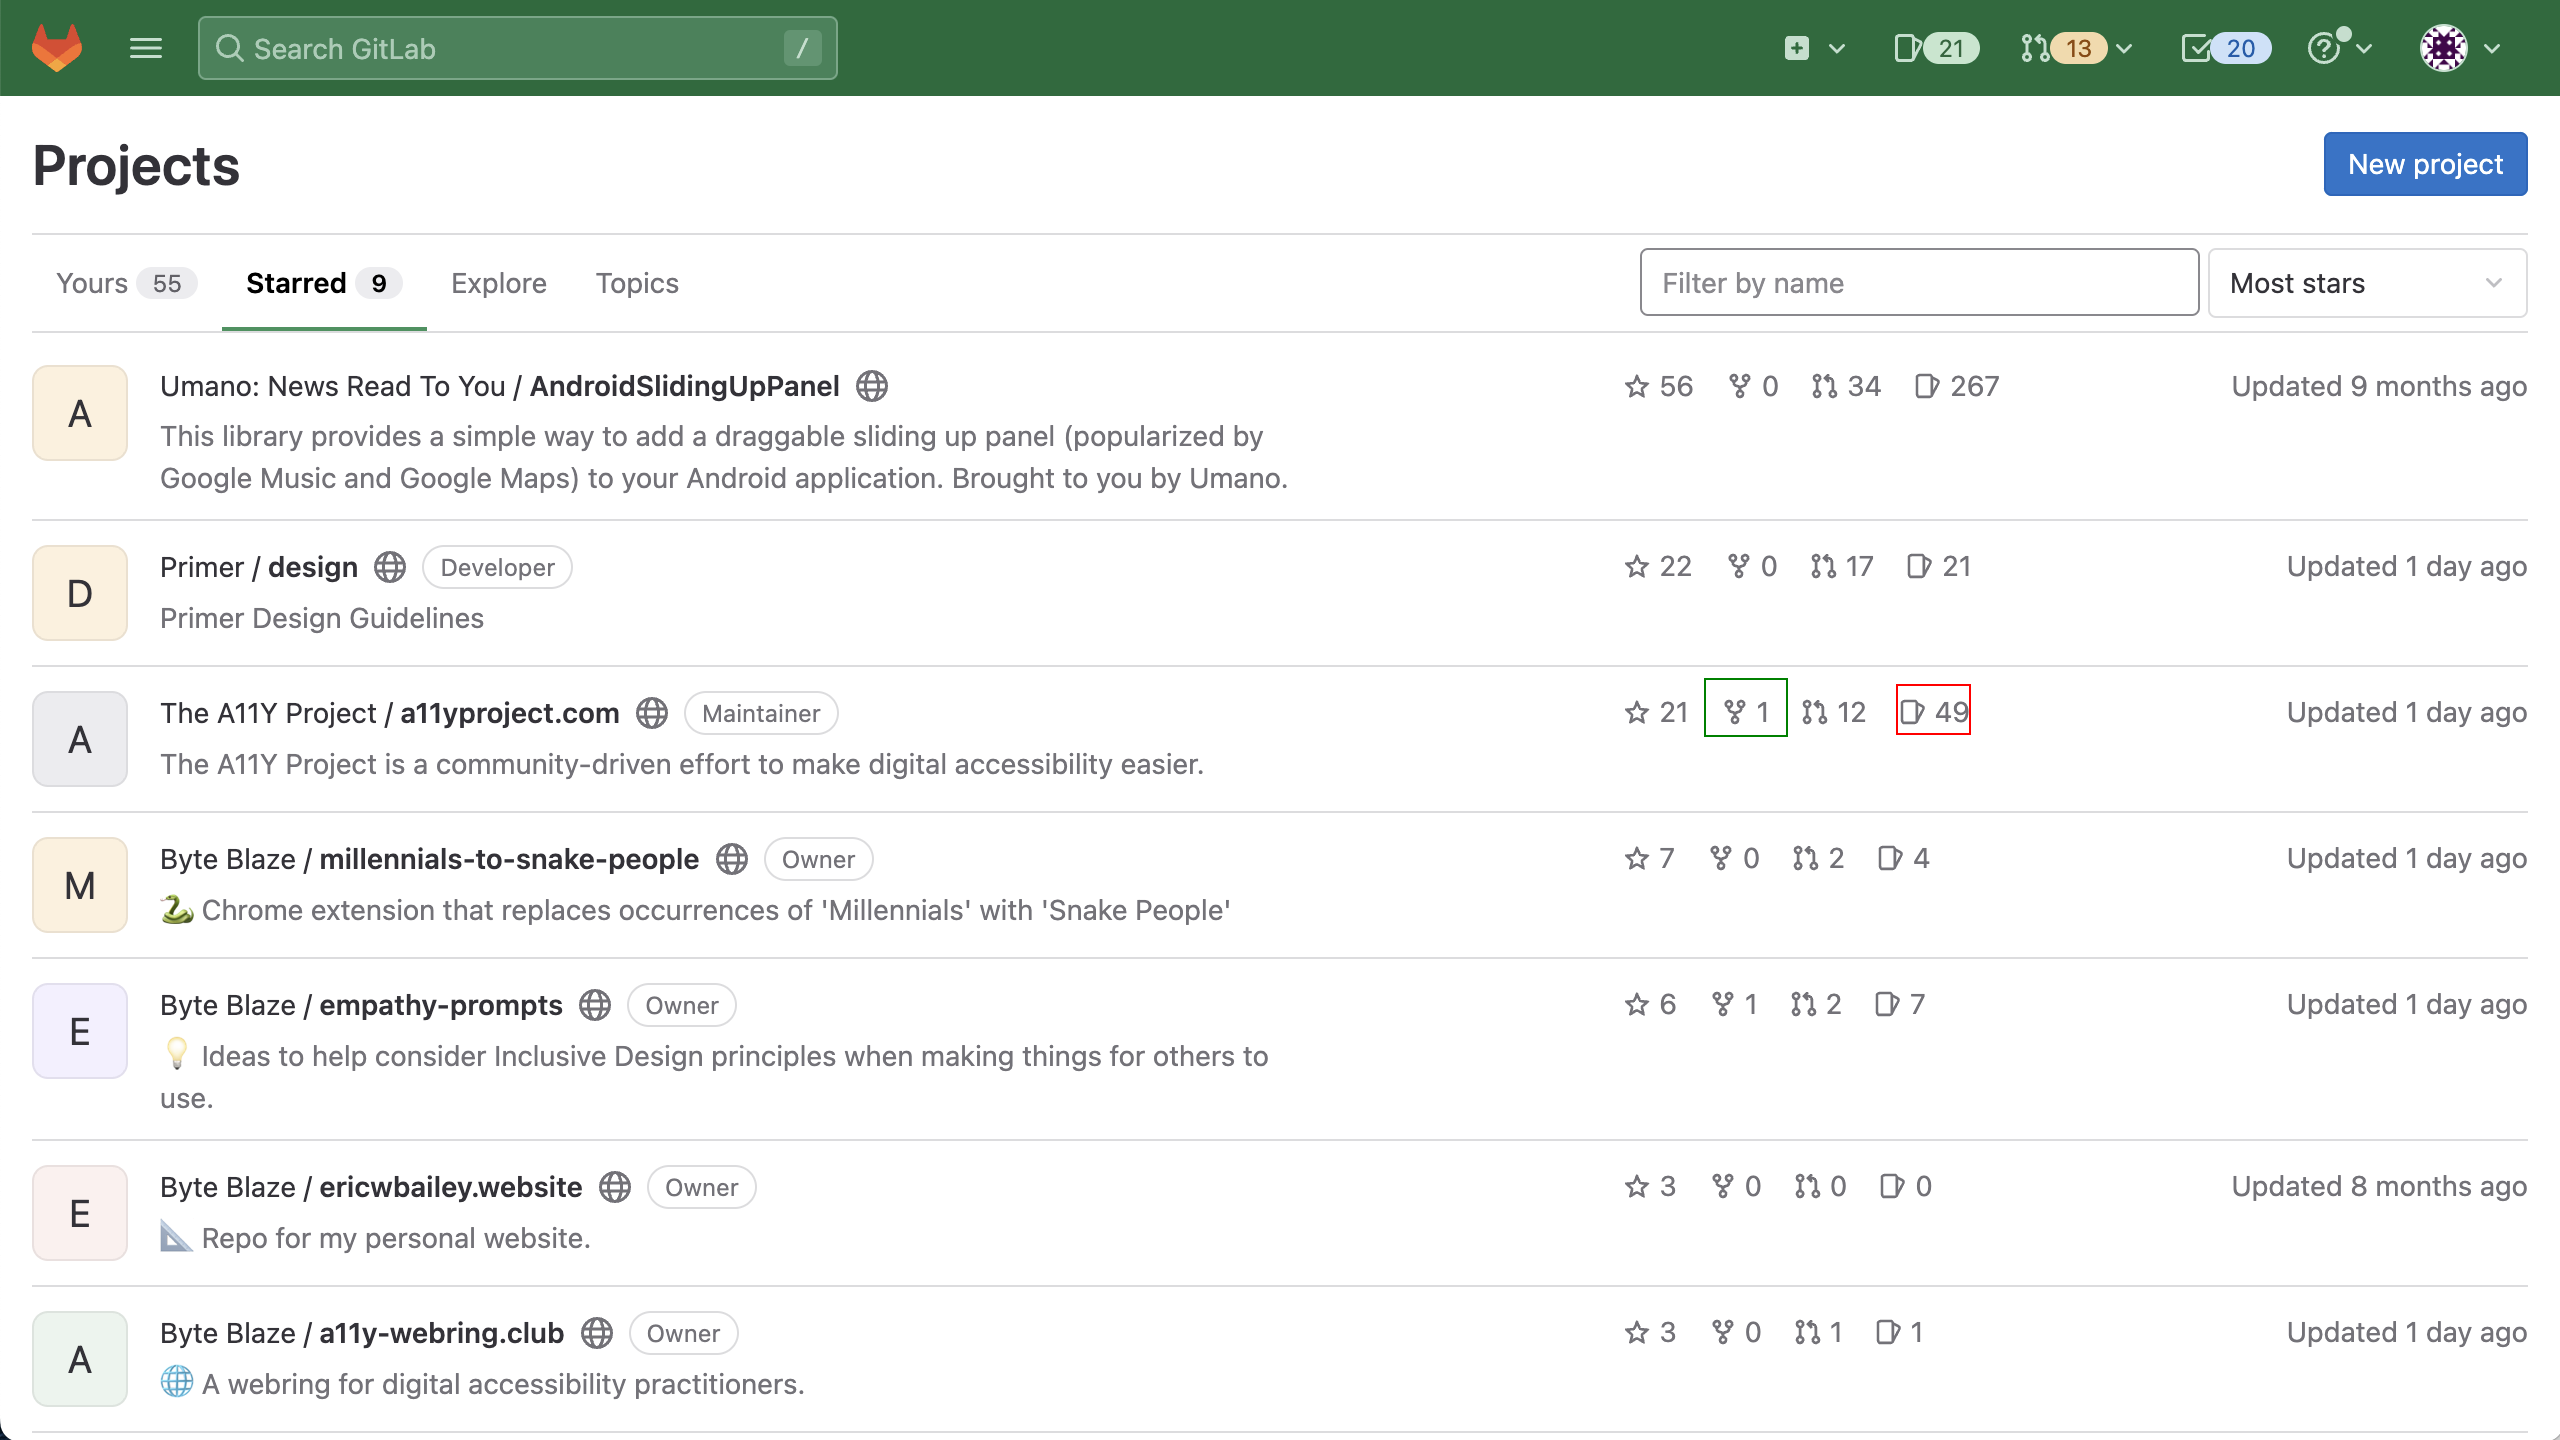 Search GitLab / 21 13 20
Projects
New project
Yours 55 Starred 9 Explore Topics Filter by name Most stars
A Umano: News Read To You / AndroidSlidingUpPanel 56 0 34 267 Updated 9 months ago
This library provides a simple way to add a draggable sliding up panel (popularized by
Google Music and Google Maps) to your Android application. Brought to you by Umano.
D Primer / design Developer 22 0 17 21 Updated 1 day ago
Primer Design Guidelines
A The A11Y Project / a11yproject.com Maintainer 21 1 12 49 Updated 1 day ago
The A11Y Project is a community-driven effort to make digital accessibility easier.
M Byte Blaze / millennials-to-snake-people Owner 7 0 2 4 Updated 1 day ago
🐍 Chrome extension that replaces occurrences of 'Millennials' with 'Snake People'
E Byte Blaze / empathy-prompts Owner 6 1 2 7 Updated 1 day ago
💡 Ideas to help consider Inclusive Design principles when making things for others to
use.
E Byte Blaze / ericwbailey.website Owner 3 0 0 0 Updated 8 months ago
📐 Repo for my personal website.
A Byte Blaze / a11y-webring.club Owner 3 0 1 1 Updated 1 day ago
🌐 A webring for digital accessibility practitioners.